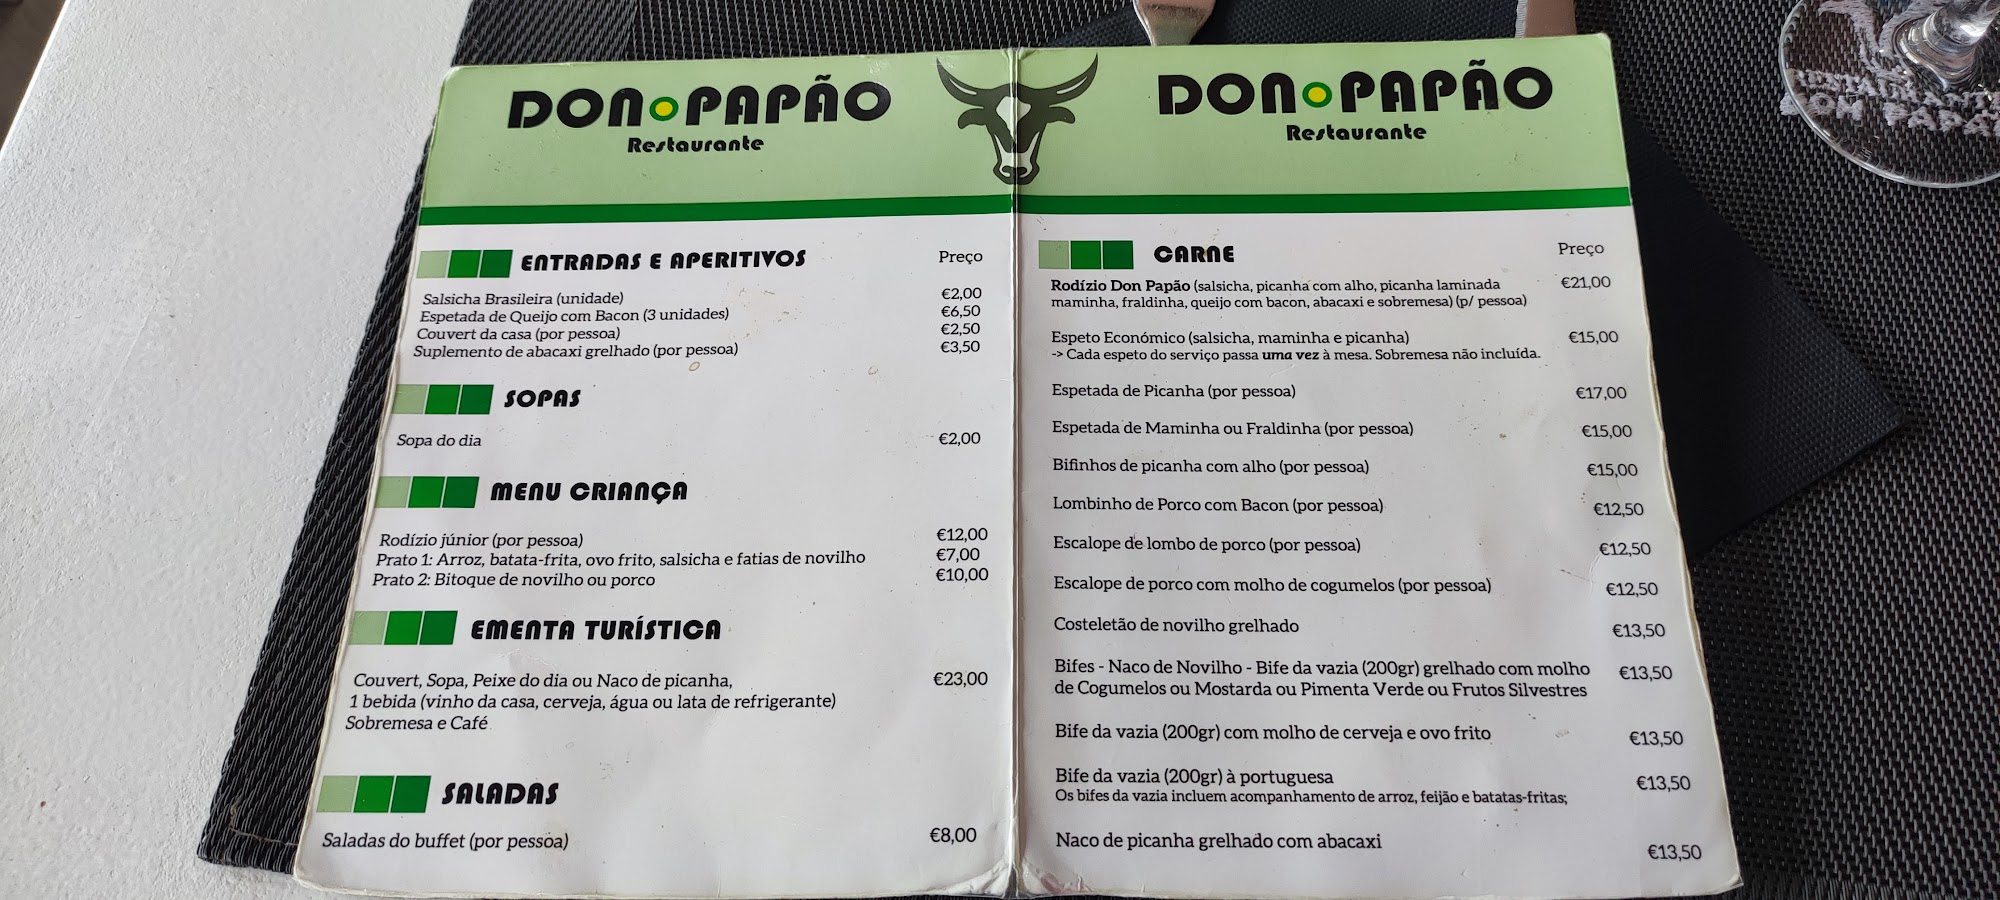 DON PAPÃO
Restaurante
ENTRADAS E APERITIVOS Preço
Salsicha Brasileira (unidade) €2,00
Espetada de Queijo com Bacon (3 unidades) €6,50
Couvert da casa (por pessoa) €2,50
Suplemento de abacaxi grelhado (por pessoa) €3,50
SOPAS
Sopa do dia €2,00
MENU CRIANÇA
Rodízio júnior (por pessoa) €12,00
Prato 1: Arroz, batata-frita, ovo frito, salsicha e fatias de novilho €7,00
Prato 2: Bitoque de novilho ou porco €10,00
EMENTA TURÍSTICA
Couvert, Sopa, Peixe do dia ou Naco de picanha, €23,00
1 bebida (vinho da casa, cerveja, água ou lata de refrigerante)
Sobremesa e Café
SALADAS
Saladas do buffet (por pessoa) €8,00
DON PAPÃO
Restaurante
CARNE Preço
Rodízio Don Papão (salsicha, picanha com alho, picanha laminada €21,00
maminha, fraldinha, queijo com bacon, abacaxi e sobremesa) (p/ pessoa)
Espeto Económico (salsicha, maminha e picanha) €15,00
-> Cada espeto do serviço passa uma vez à mesa. Sobremesa não incluída.
Espetada de Picanha (por pessoa) €17,00
Espetada de Maminha ou Fraldinha (por pessoa) €15,00
Bifinhos de picanha com alho (por pessoa) €15,00
Lombinho de Porco com Bacon (por pessoa) €12,50
Escalope de lombo de porco (por pessoa) €12,50
Escalope de porco com molho de cogumelos (por pessoa) €12,50
Costeletão de novilho grelhado €13,50
Bifes - Naco de Novilho - Bife da vazia (200gr) grelhado com molho €13,50
de Cogumelos ou Mostarda ou Pimenta Verde ou Frutos Silvestres
Bife da vazia (200gr) com molho de cerveja e ovo frito €13,50
Bife da vazia (200gr) à portuguesa €13,50
Os bifes da vazia incluem acompanhamento de arroz, feijão e batatas-fritas;
Naco de picanha grelhado com abacaxi €13,50
DON